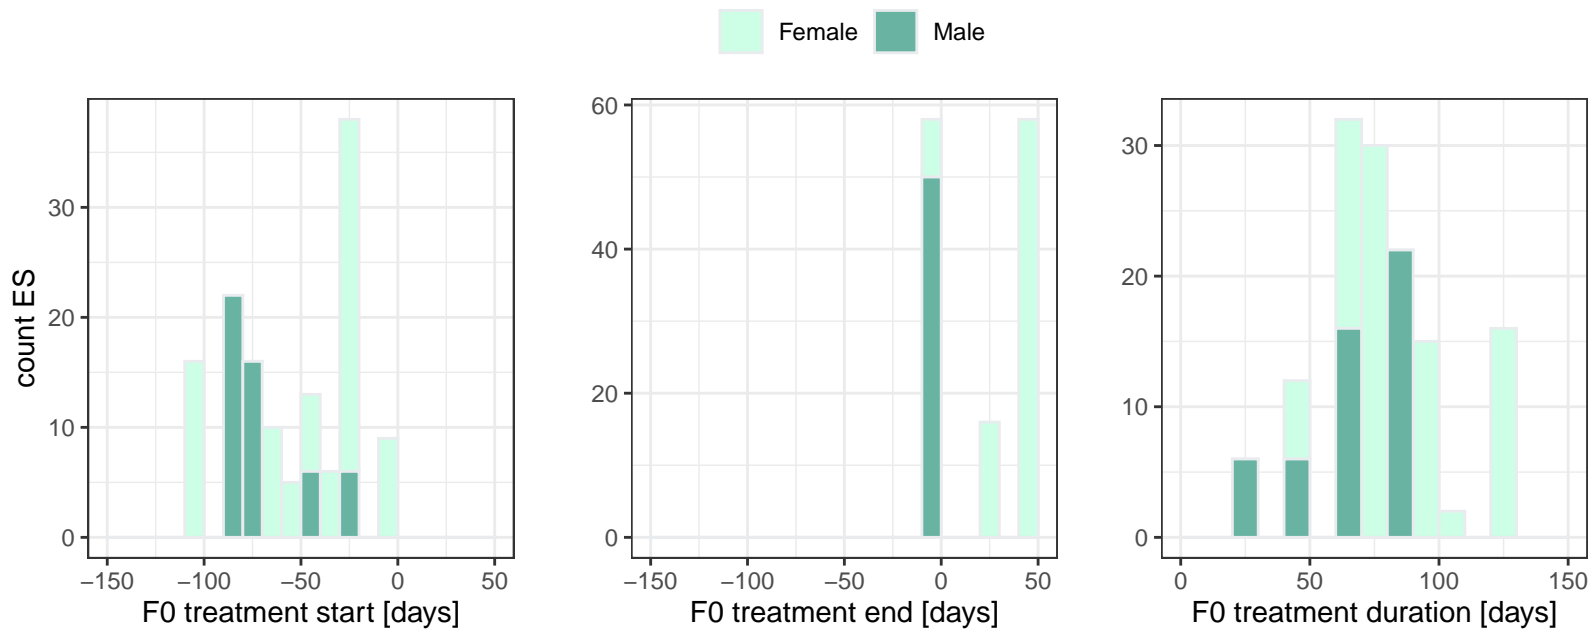 Female Male
count ES
30
20
10
0
−150 −100 −50 0 50
F0 treatment start [days]
60
40
20
0
−150 −100 −50 0 50
F0 treatment end [days]
30
20
10
0
0 50 100 150
F0 treatment duration [days]